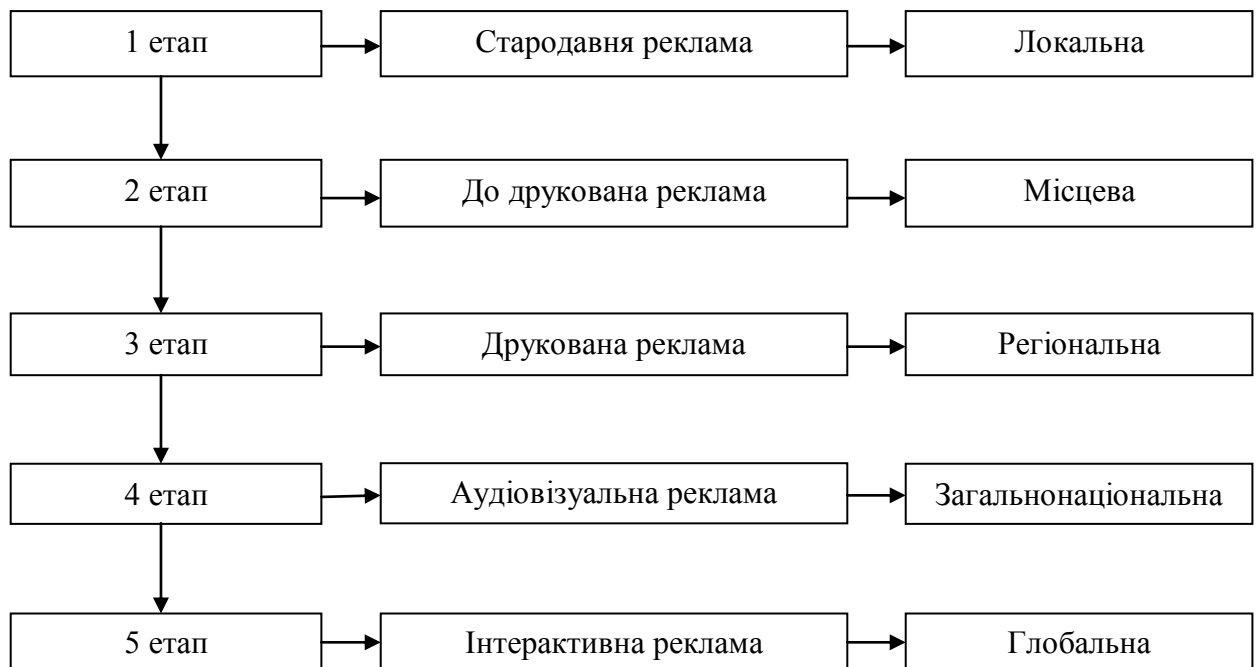 1 етап
Стародавня реклама
Локальна
2 етап
До друкована реклама
Місцева
3 етап
Друкована реклама
Регіональна
4 етап
Аудіовізуальна реклама
Загальнонаціональна
5 етап
Інтерактивна реклама
Глобальна